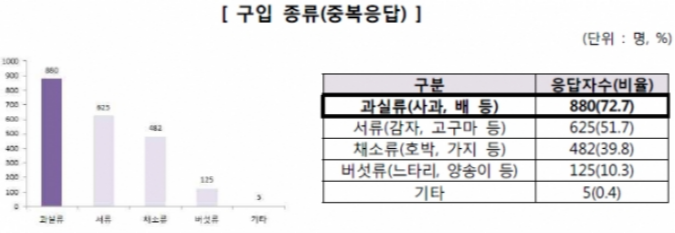 [ 구입 종류(중복응답) ]
(단위 : 명, %)
1000
900
800
700
600
500
400
300
200
100
0
880
625
482
125
5
과실류 서류 채소류 버섯류 기타
구분 응답자수(비율)
과실류(사과, 배 등) 880(72.7)
서류(감자, 고구마 등) 625(51.7)
채소류(호박, 가지 등) 482(39.8)
버섯류(느타리, 양송이 등) 125(10.3)
기타 5(0.4)